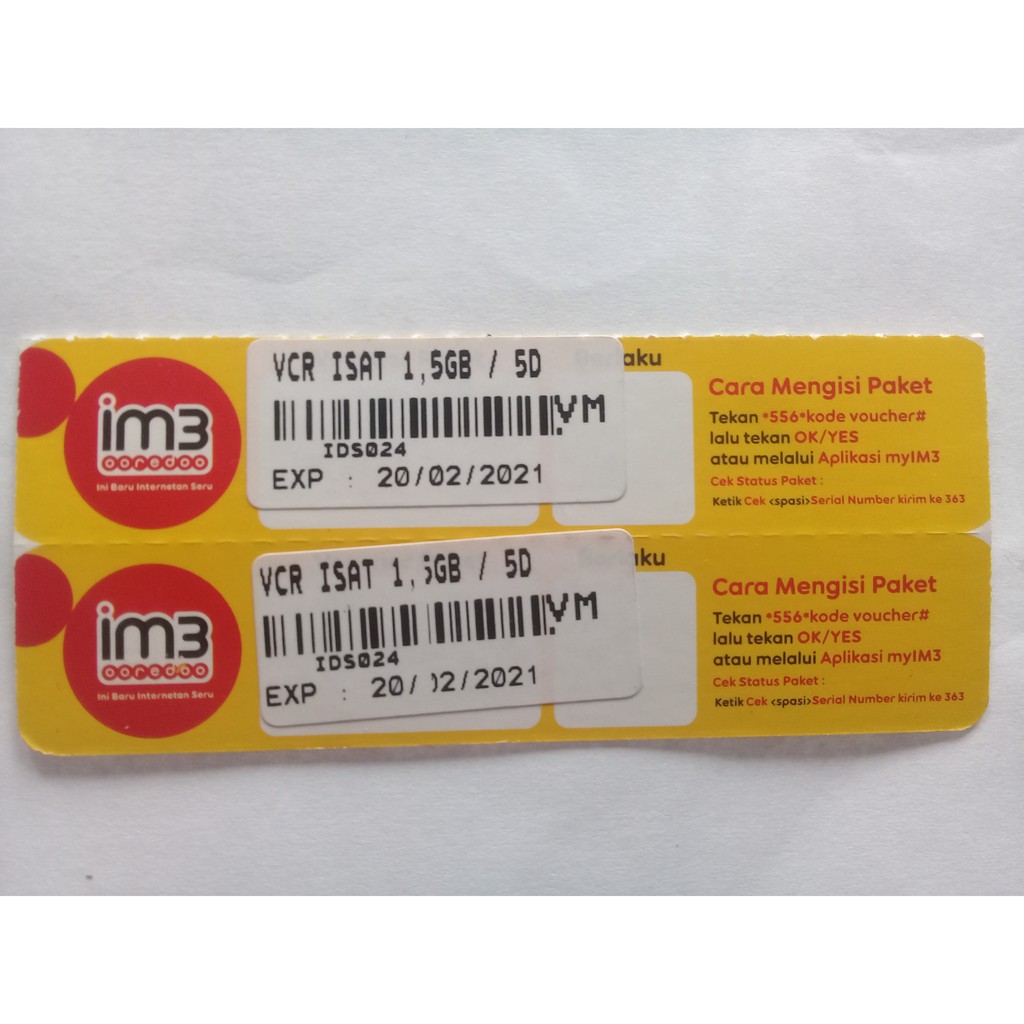 im3
ooredoo
Ini Baru Internetan Seru
VCR ISAT 1,5GB / 5D
VM
IDS024
EXP : 20/02/2021
aku
Cara Mengisi Paket
Tekan *556*kode voucher#
lalu tekan OK/YES
atau melalui Aplikasi myIM3
Cek Status Paket :
Ketik Cek <spasi>Serial Number kirim ke 363
im3
ooredoo
Ini Baru Internetan Seru
VCR ISAT 1,5GB / 5D
VM
IDS024
EXP : 20/02/2021
aku
Cara Mengisi Paket
Tekan *556*kode voucher#
lalu tekan OK/YES
atau melalui Aplikasi myIM3
Cek Status Paket :
Ketik Cek <spasi>Serial Number kirim ke 363